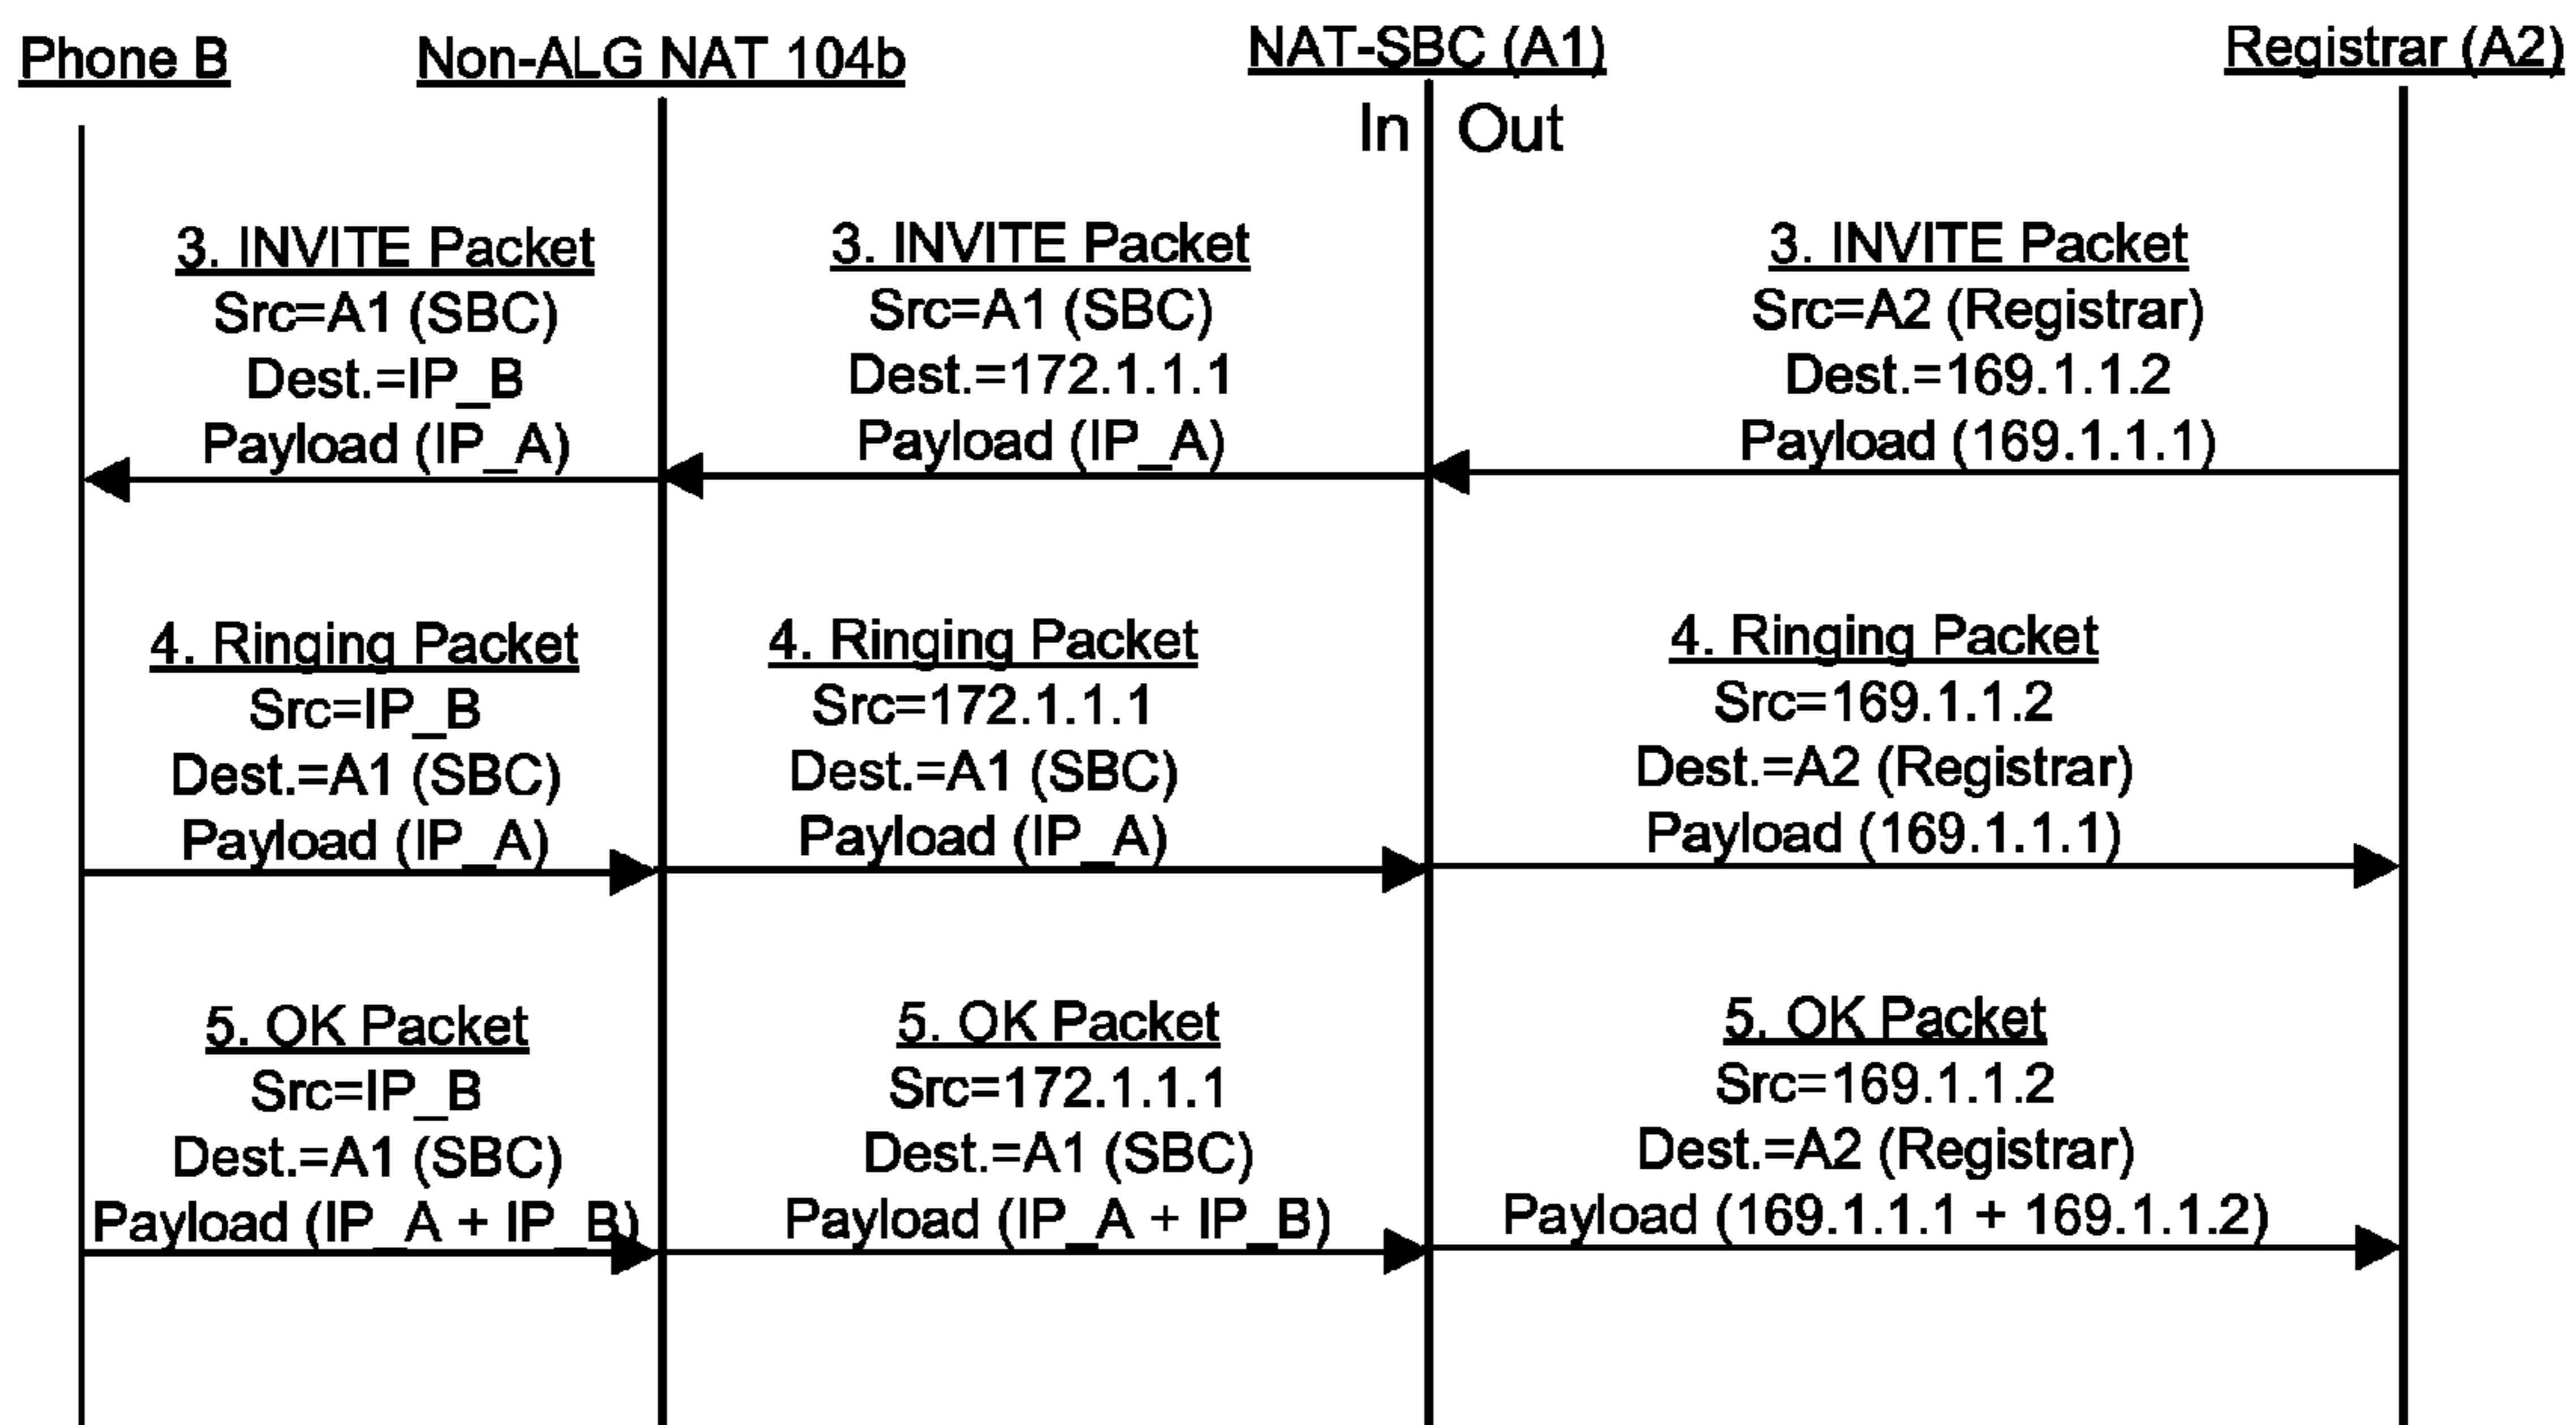 Phone B
Non-ALG NAT 104b
NAT-SBC (A1)
Registrar (A2)
In
Out
3. INVITE Packet
Src=A1 (SBC)
Dest.=IP_B
Payload (IP_A)
3. INVITE Packet
Src=A1 (SBC)
Dest.=172.1.1.1
Payload (IP_A)
3. INVITE Packet
Src=A2 (Registrar)
Dest.=169.1.1.2
Payload (169.1.1.1)
4. Ringing Packet
Src=IP_B
Dest.=A1 (SBC)
Payload (IP_A)
4. Ringing Packet
Src=172.1.1.1
Dest.=A1 (SBC)
Payload (IP_A)
4. Ringing Packet
Src=169.1.1.2
Dest.=A2 (Registrar)
Payload (169.1.1.1)
5. OK Packet
Src=IP_B
Dest.=A1 (SBC)
Payload (IP_A + IP_B)
5. OK Packet
Src=172.1.1.1
Dest.=A1 (SBC)
Payload (IP_A + IP_B)
5. OK Packet
Src=169.1.1.2
Dest.=A2 (Registrar)
Payload (169.1.1.1 + 169.1.1.2)